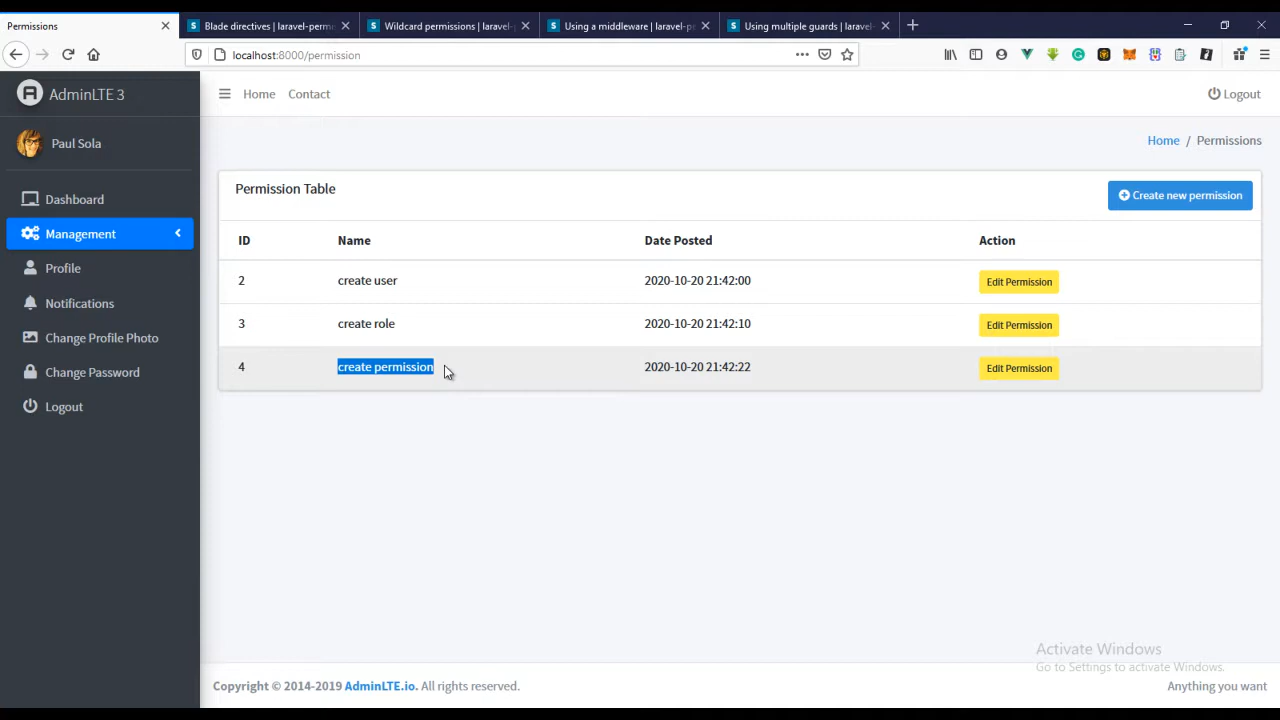 Permissions
Blade directives | laravel-perm
Wildcard permissions | laravel-p
Using a middleware | laravel-pe
Using multiple guards | laravel-
localhost:8000/permission
AdminLTE 3
Home
Contact
Logout
Paul Sola
Home / Permissions
Dashboard
Management
Profile
Notifications
Change Profile Photo
Change Password
Logout
Permission Table
Create new permission
ID Name Date Posted Action
2 create user 2020-10-20 21:42:00 Edit Permission
3 create role 2020-10-20 21:42:10 Edit Permission
4 create permission 2020-10-20 21:42:22 Edit Permission
Activate Windows
Go to Settings to activate Windows.
Copyright © 2014-2019 AdminLTE.io. All rights reserved.
Anything you want